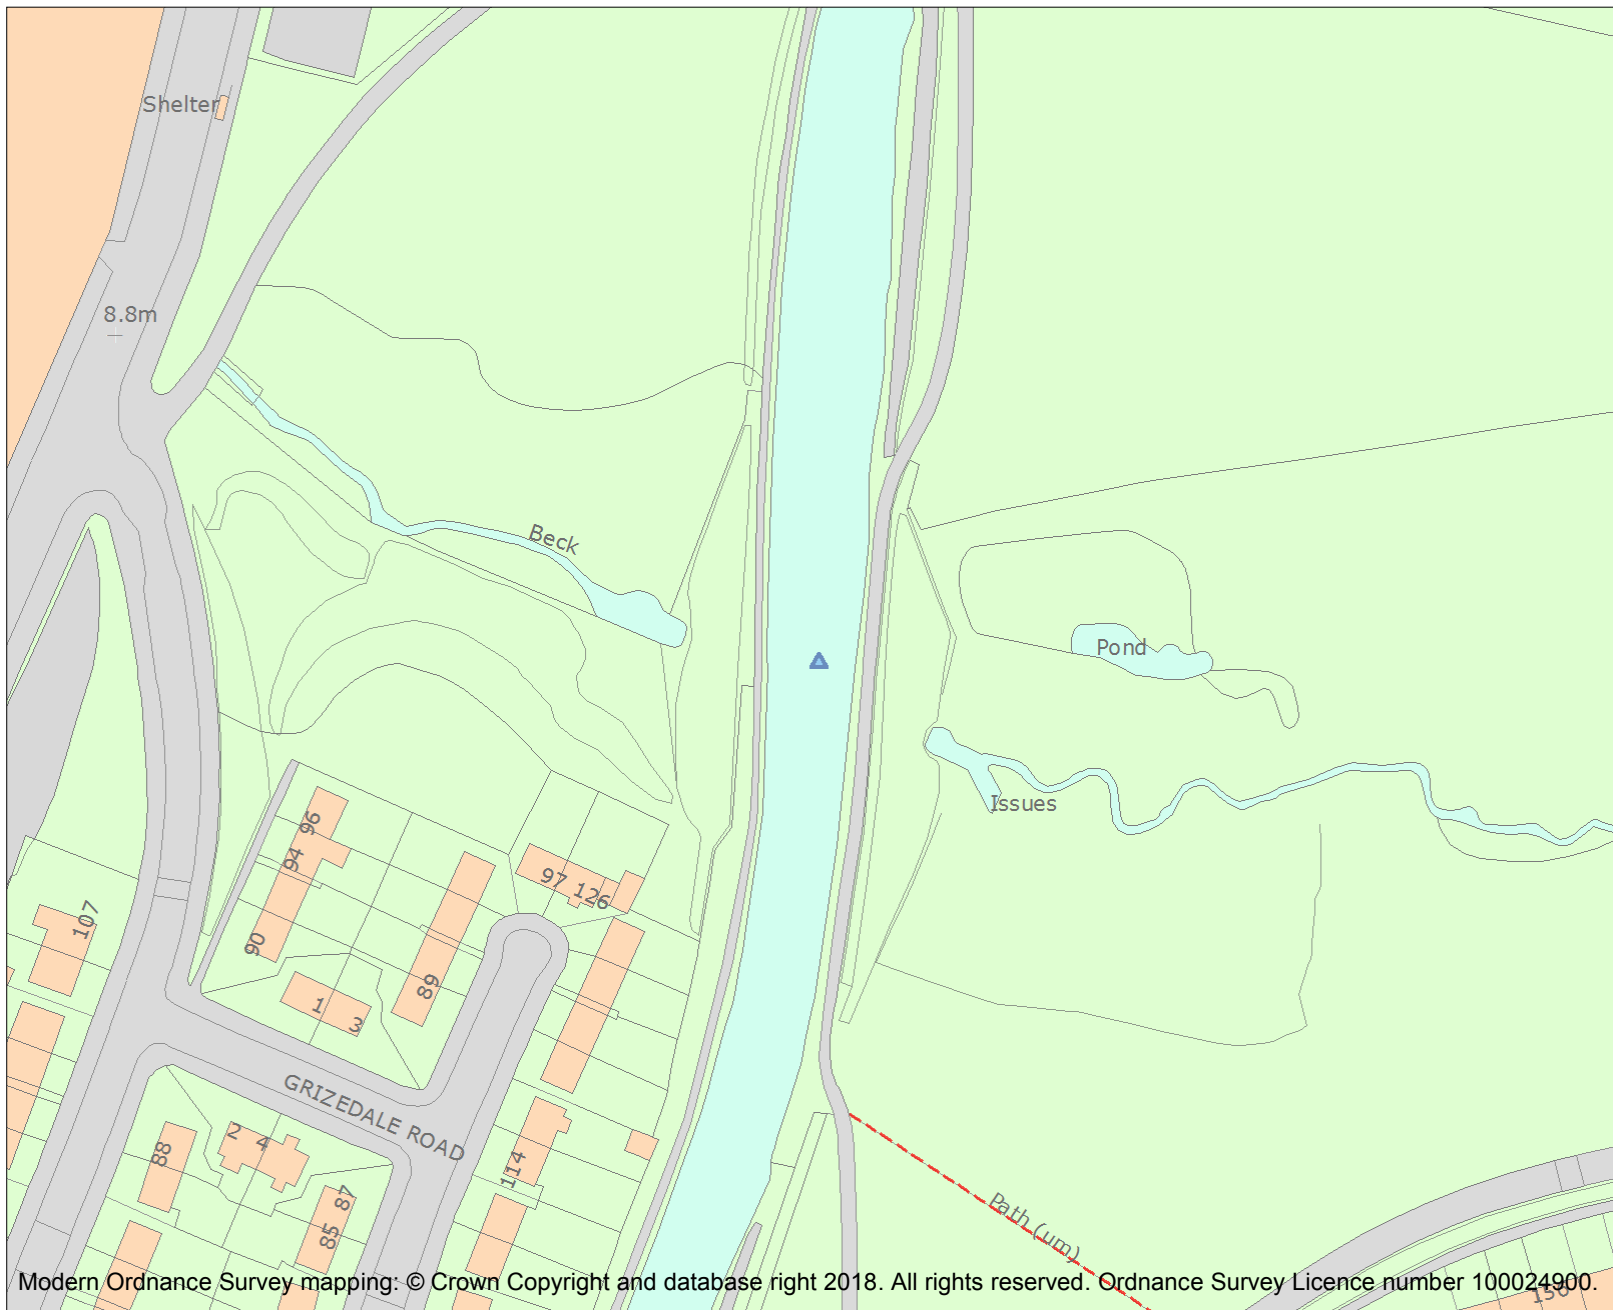 Shelter
8.8m
Beck
Pond
Issues
96
94
90
97 126
107
89
1
3
GRIZEDALE ROAD
88
2 4
87
85
114
Path (um)
156
Modern Ordnance Survey mapping: © Crown Copyright and database right 2018. All rights reserved. Ordnance Survey Licence number 100024900.